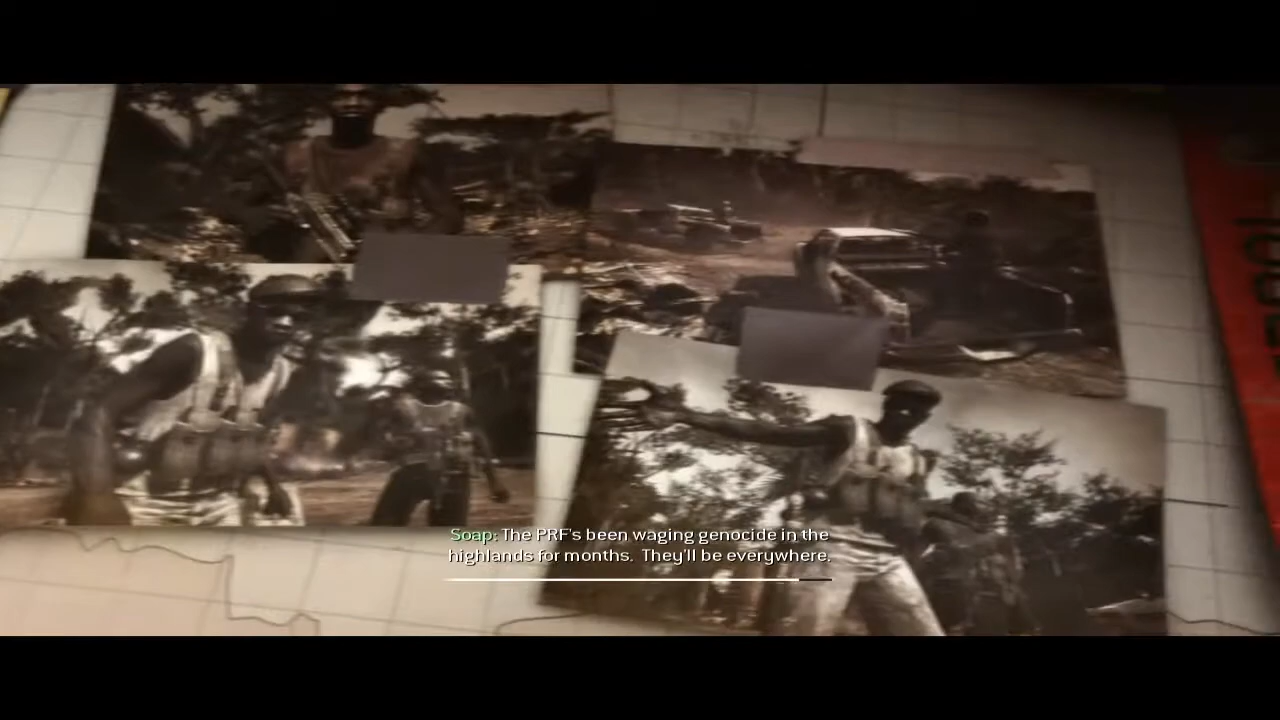 Soap: The PRF's been waging genocide in the
highlands for months.  They'll be everywhere.